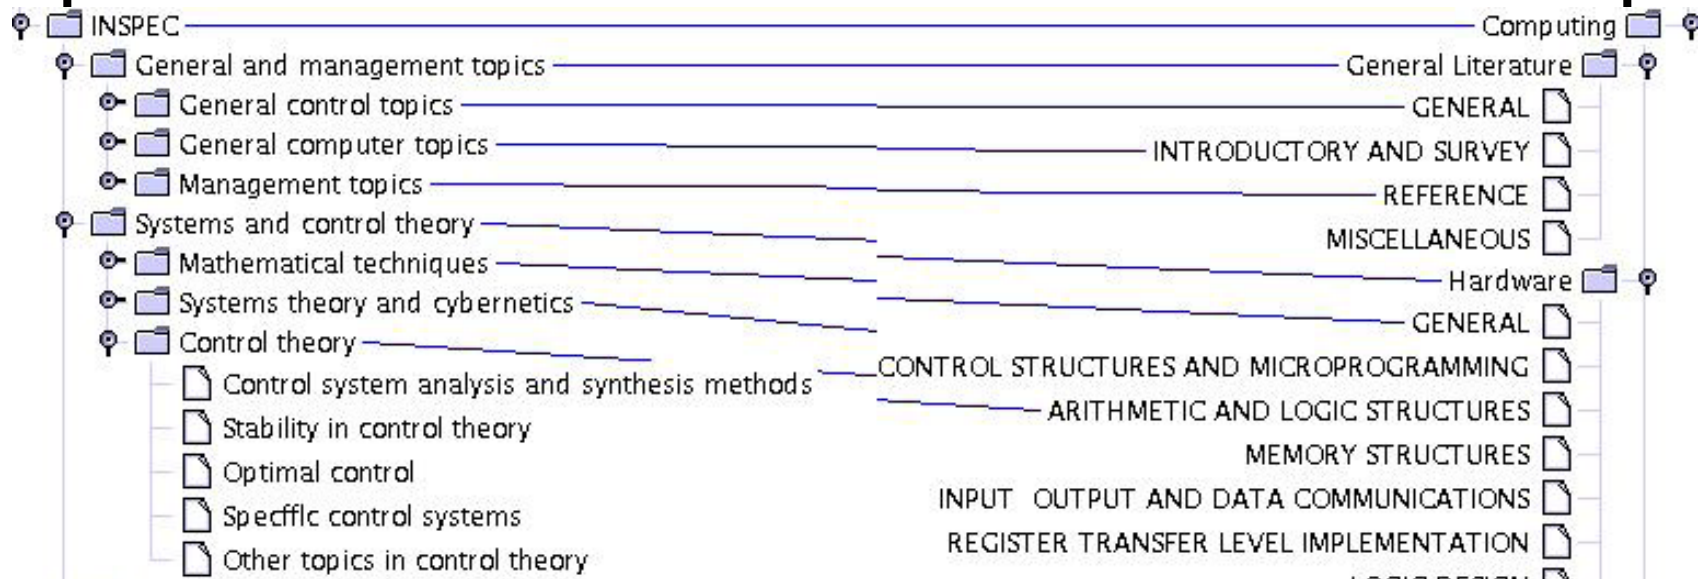 INSPEC
General and management topics
General control topics
General computer topics
Management topics
Systems and control theory
Mathematical techniques
Systems theory and cybernetics
Control theory
Control system analysis and synthesis methods
Stability in control theory
Optimal control
Specfflc control systems
Other topics in control theory
Computing
General Literature
GENERAL
INTRODUCTORY AND SURVEY
REFERENCE
MISCELLANEOUS
Hardware
GENERAL
CONTROL STRUCTURES AND MICROPROGRAMMING
ARITHMETIC AND LOGIC STRUCTURES
MEMORY STRUCTURES
INPUT OUTPUT AND DATA COMMUNICATIONS
REGISTER TRANSFER LEVEL IMPLEMENTATION